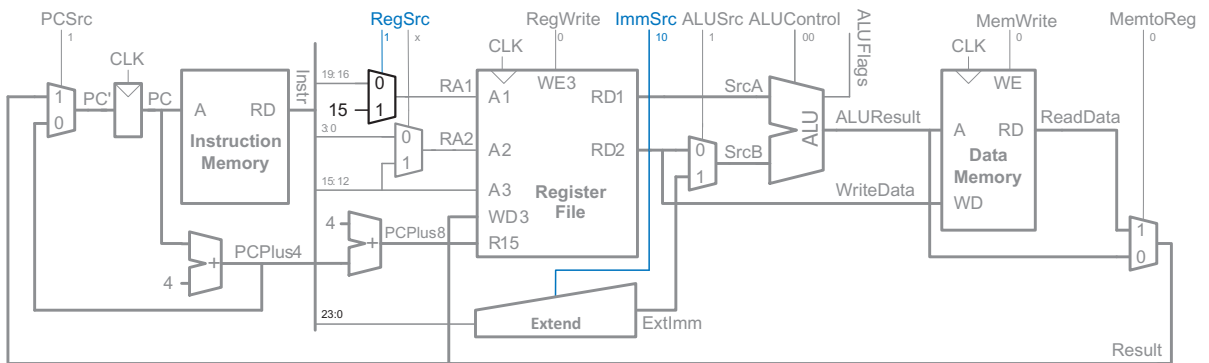 PCSrc RegSrc RegWrite ImmSrc ALUSrc ALUControl MemWrite MemtoReg
1 1 x 0 10 1 00 ALUFlags 0 0
CLK CLK CLK
PC' PC A RD Instr 19:16 0 RA1 A1 WE3 RD1 SrcA ALU ALUResult A WE RD ReadData
1 0 Instruction Memory 15 1
3:0 0 RA2 A2 RD2 0 SrcB Data Memory
1 1
15:12 A3 Register File WriteData WD
4 PCPlus8 WD3
+ R15 1
PCPlus4 0
+
4
23:0 Extend ExtImm
Result